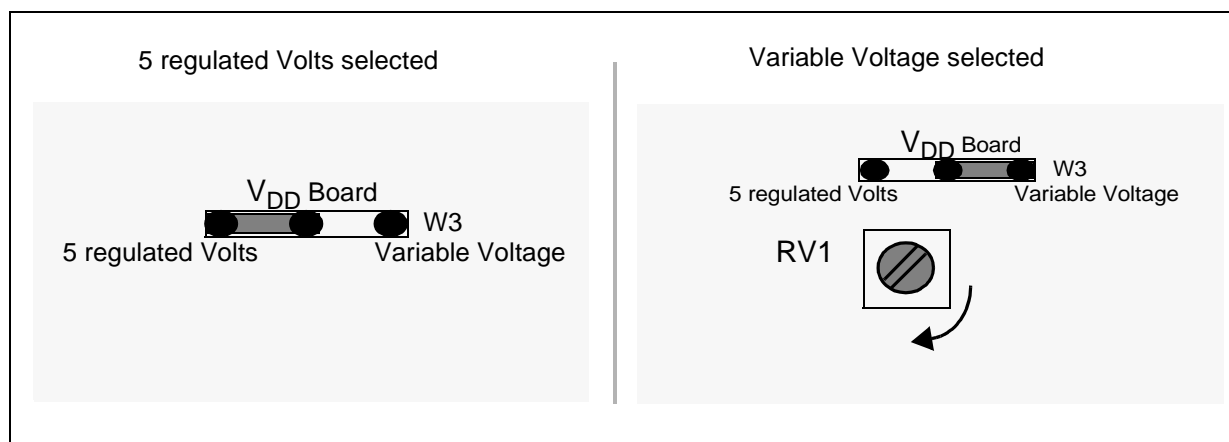 5 regulated Volts selected
VDD Board
W3
5 regulated Volts
Variable Voltage
Variable Voltage selected
VDD Board
W3
5 regulated Volts
Variable Voltage
RV1